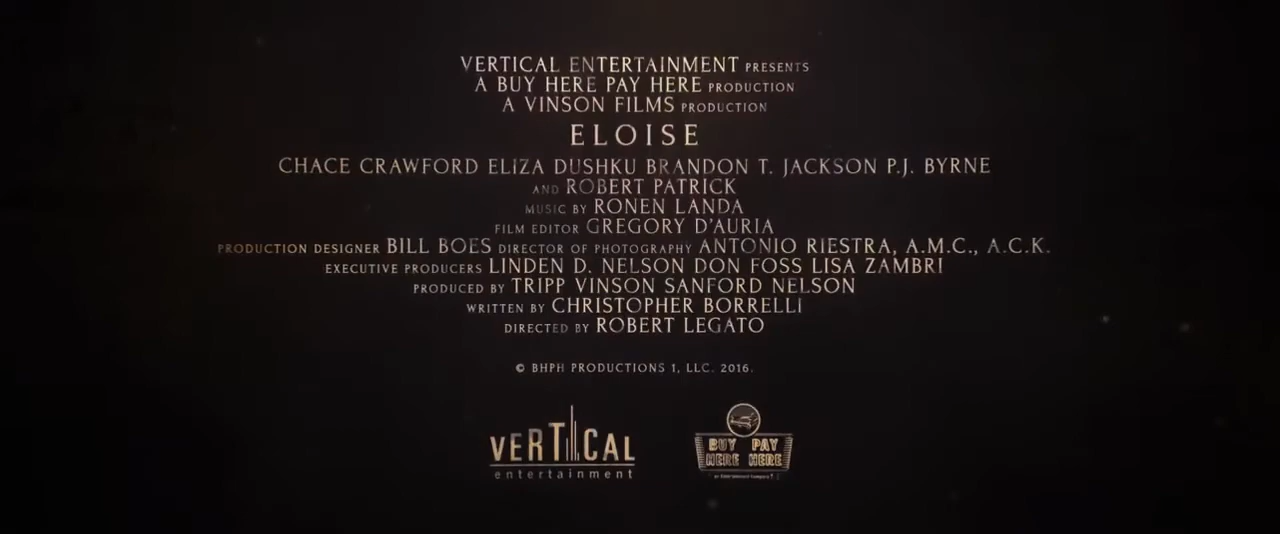 VERTICAL ENTERTAINMENT PRESENTS
A BUY HERE PAY HERE PRODUCTION
A VINSON FILMS PRODUCTION
ELOISE
CHACE CRAWFORD ELIZA DUSHKU BRANDON T. JACKSON P.J. BYRNE
AND ROBERT PATRICK
MUSIC BY RONEN LANDA
FILM EDITOR GREGORY D'AURIA
PRODUCTION DESIGNER BILL BOES DIRECTOR OF PHOTOGRAPHY ANTONIO RIESTRA, A.M.C., A.C.K.
EXECUTIVE PRODUCERS LINDEN D. NELSON DON FOSS LISA ZAMBRI
PRODUCED BY TRIPP VINSON SANFORD NELSON
WRITTEN BY CHRISTOPHER BORRELLI
DIRECTED BY ROBERT LEGATO
© BHPH PRODUCTIONS 1, LLC. 2016.
VERTICAL
entertainment
BUY PAY
HERE HERE